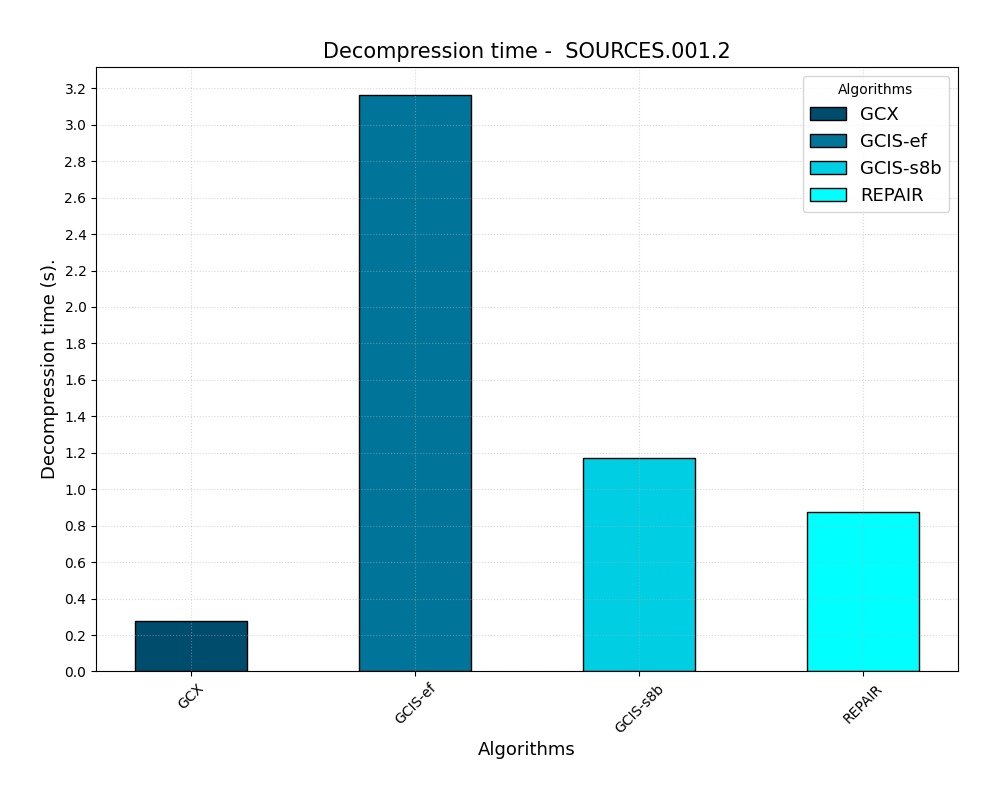 Decompression time -  SOURCES.001.2
Algorithms
GCX
GCIS-ef
GCIS-s8b
REPAIR
Decompression time (s).
3.2
3.0
2.8
2.6
2.4
2.2
2.0
1.8
1.6
1.4
1.2
1.0
0.8
0.6
0.4
0.2
0.0
GCX
GCIS-ef
GCIS-s8b
REPAIR
Algorithms